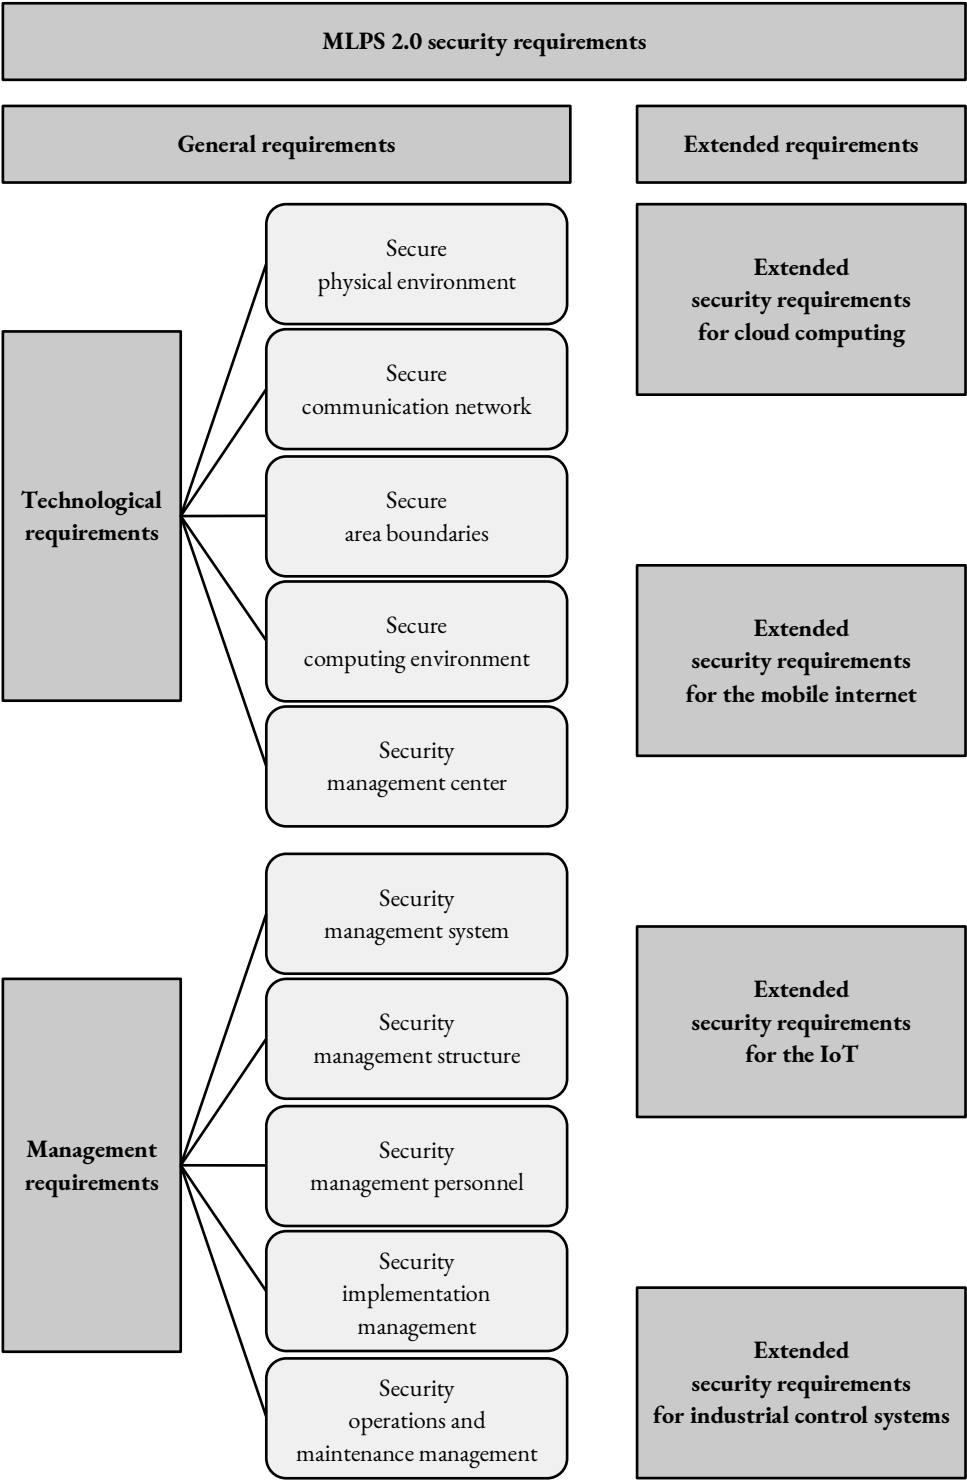 MLPS 2.0 security requirements
General requirements
Technological
requirements
Secure
physical environment
Secure
communication network
Secure
area boundaries
Secure
computing environment
Security
management center
Management
requirements
Security
management system
Security
management structure
Security
management personnel
Security
implementation
management
Security
operations and
maintenance management
Extended requirements
Extended
security requirements
for cloud computing
Extended
security requirements
for the mobile internet
Extended
security requirements
for the IoT
Extended
security requirements
for industrial control systems